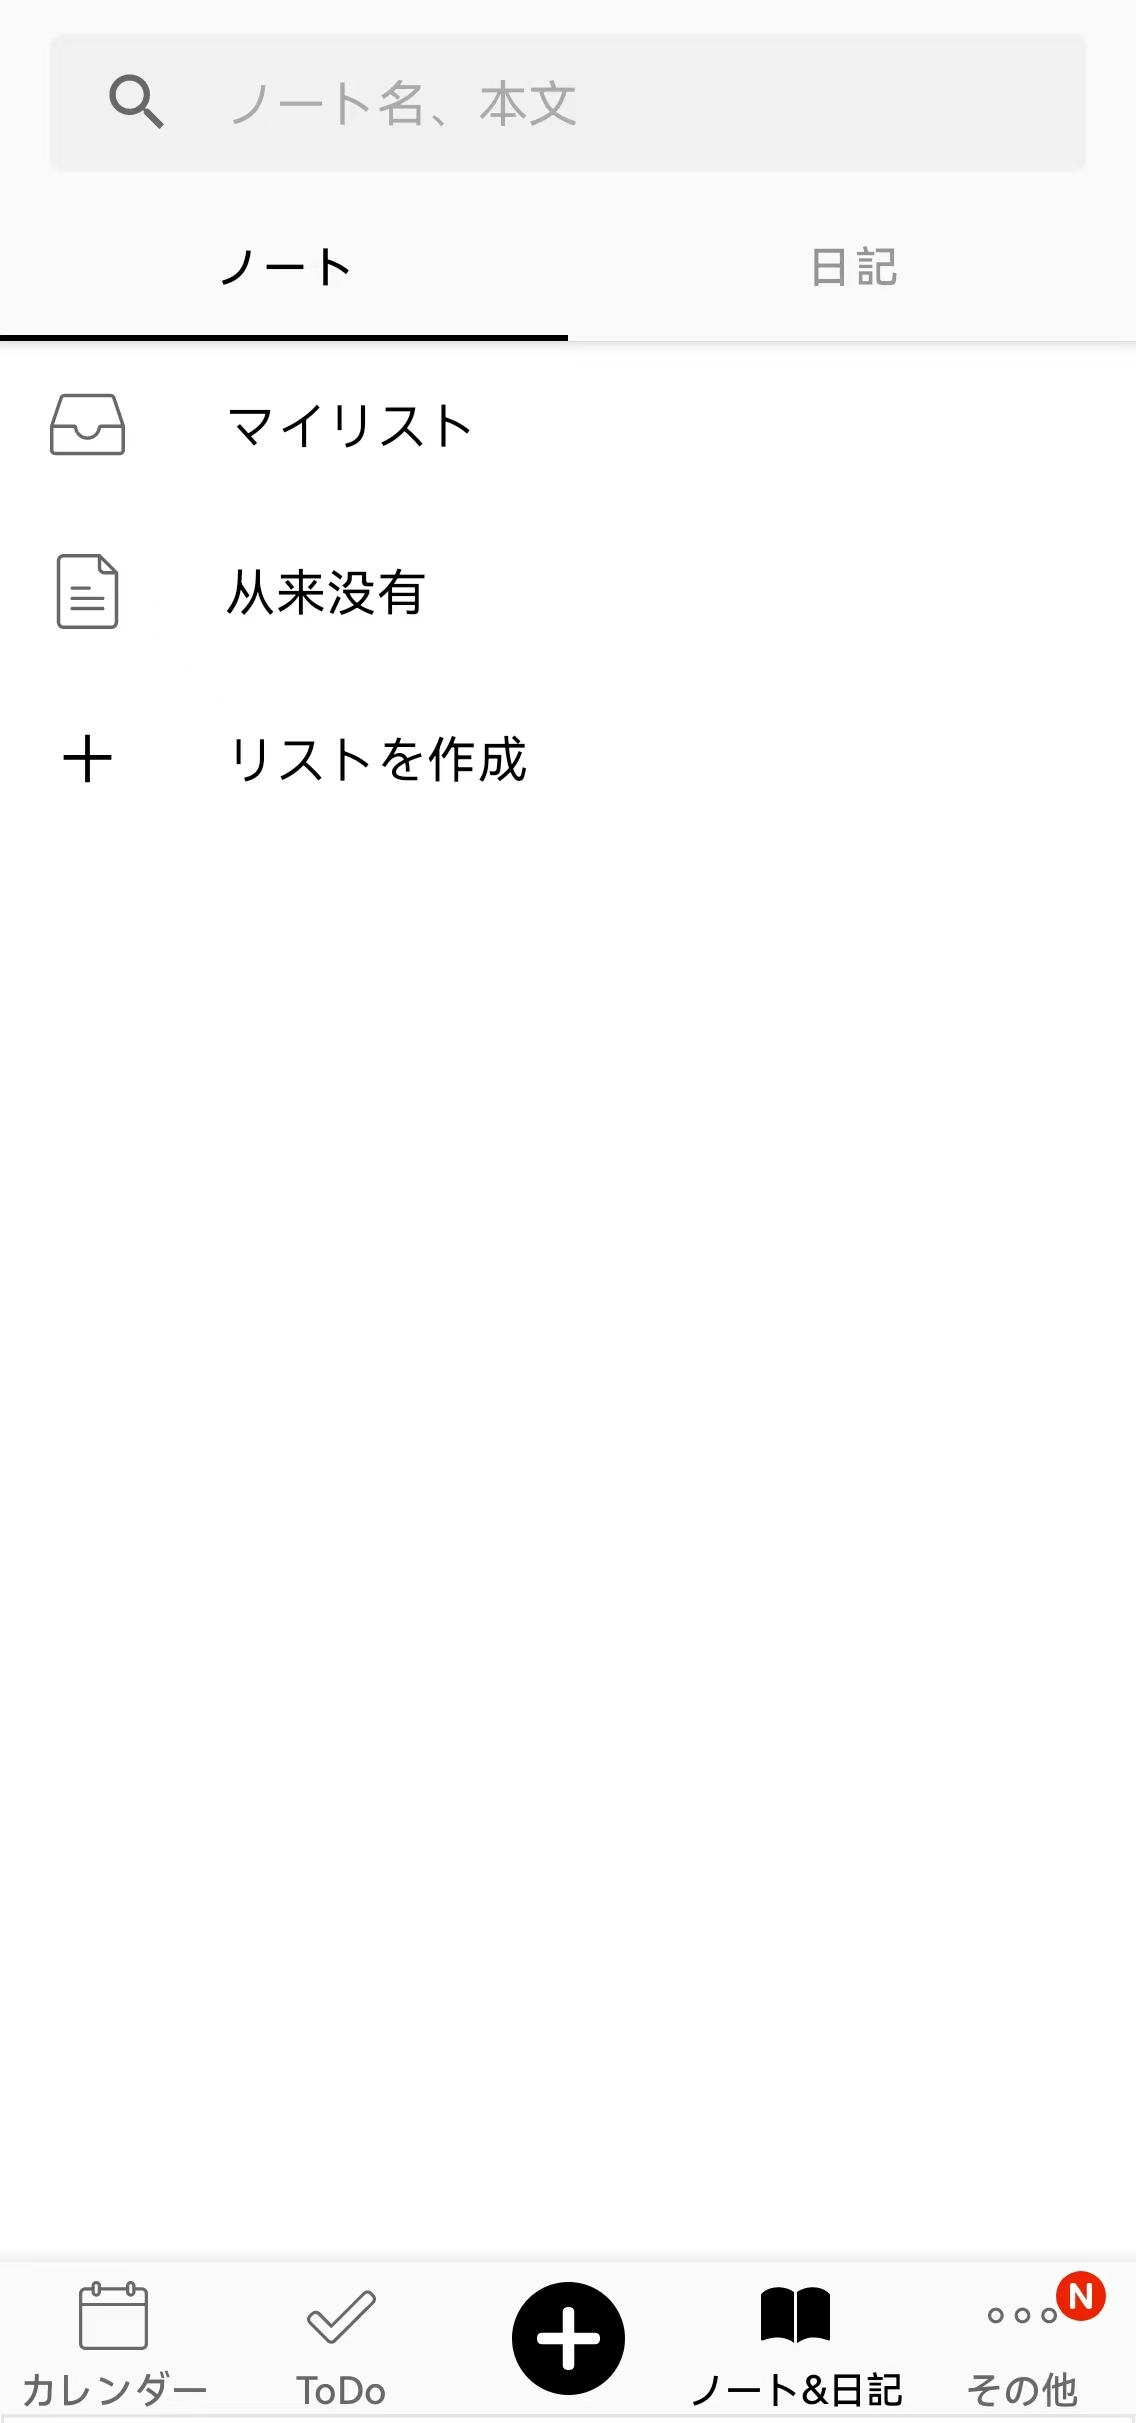 ノート名、本文
ノート
日記
マイリスト
从来没有
リストを作成
N
カレンダー
ToDo
ノート&日記
その他